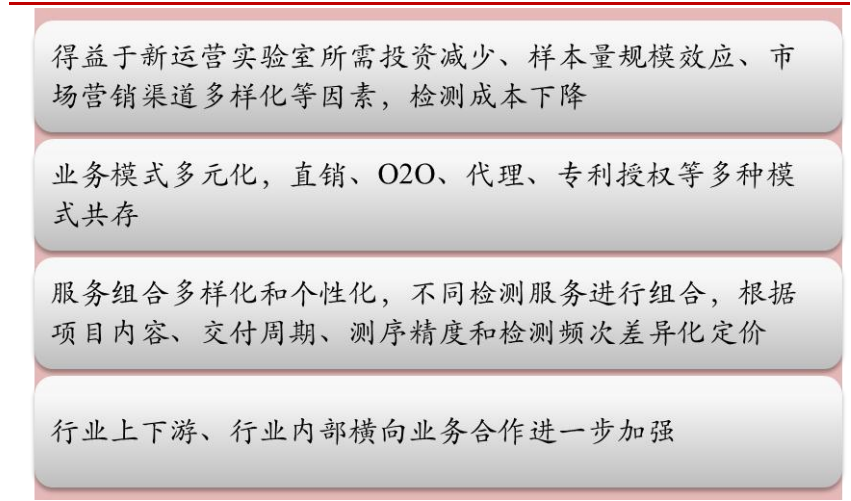 得益于新运营实验室所需投资减少、样本量规模效应、市
场营销渠道多样化等因素，检测成本下降
业务模式多元化，直销、O2O、代理、专利授权等多种模
式共存
服务组合多样化和个性化，不同检测服务进行组合，根据
项目内容、交付周期、测序精度和检测频次差异化定价
行业上下游、行业内部横向业务合作进一步加强